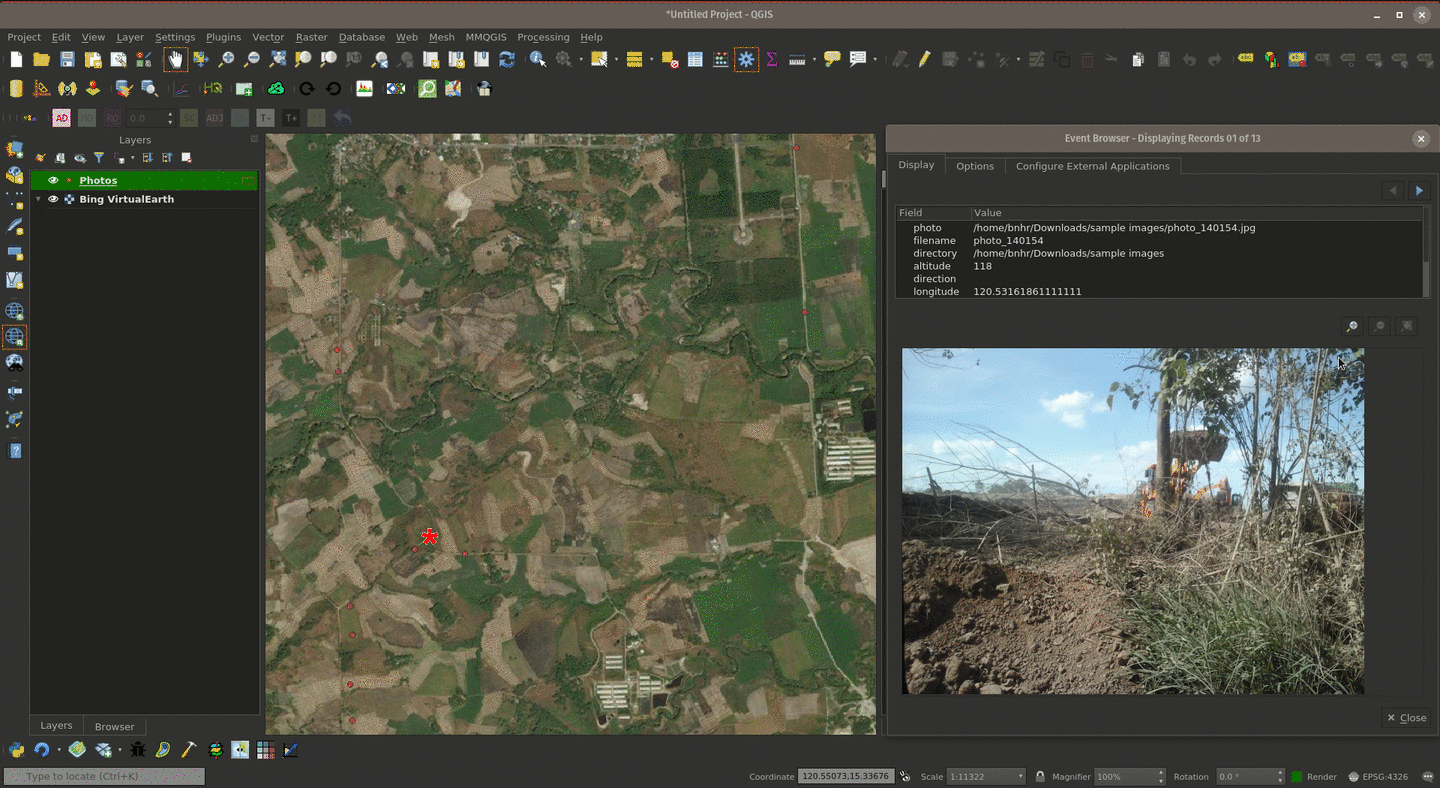 *Untitled Project - QGIS
Project Edit View Layer Settings Plugins Vector Raster Database Web Mesh MMQGIS Processing Help
AD 0.0 SC ADJ T- T+
Layers
Photos
Bing VirtualEarth
Layers Browser
Event Browser - Displaying Records 01 of 13
Display Options Configure External Applications
Field Value
photo /home/bnhr/Downloads/sample images/photo_140154.jpg
filename photo_140154
directory /home/bnhr/Downloads/sample images
altitude 118
direction
longitude 120.53161861111111
Close
Type to locate (Ctrl+K) Coordinate 120.55073,15.33676 Scale 1:11322 Magnifier 100% Rotation 0.0 ° Render EPSG:4326